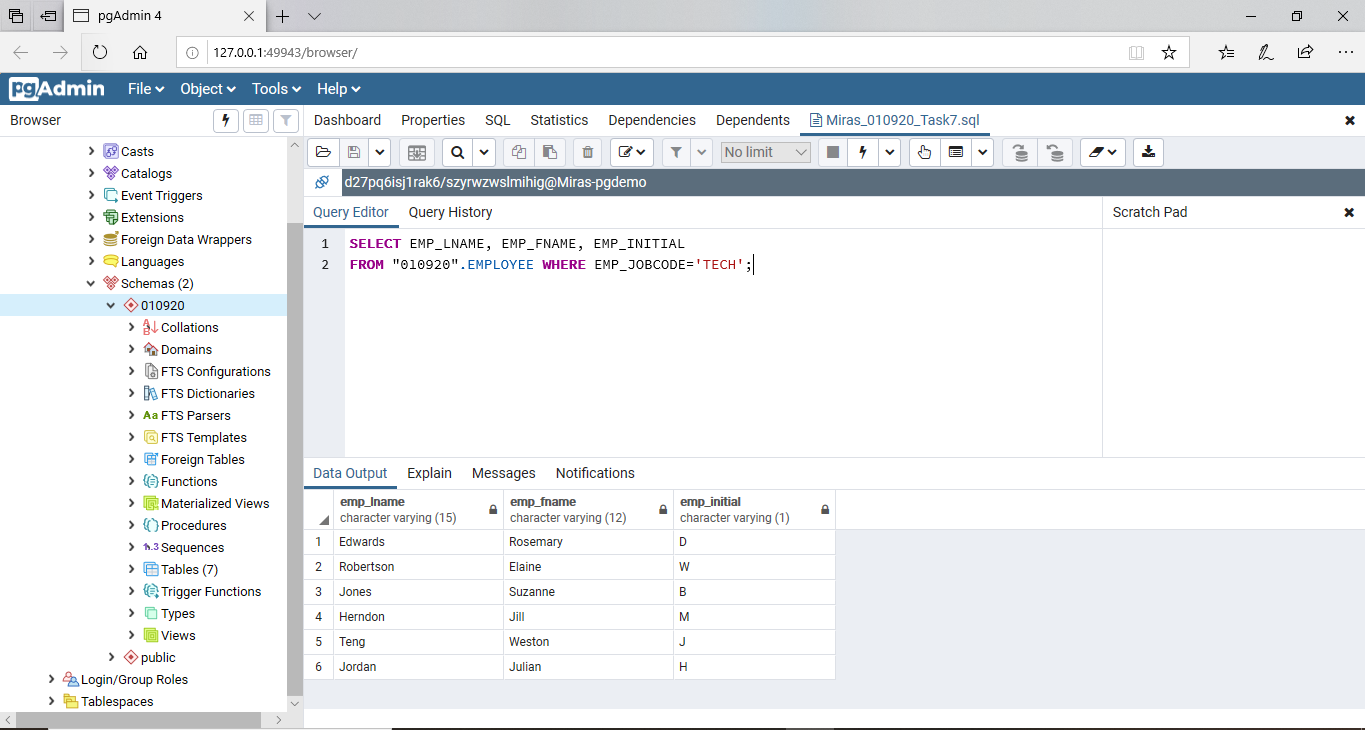 pgAdmin 4
127.0.0.1:49943/browser/
pgAdmin File Object Tools Help
Browser
Dashboard Properties SQL Statistics Dependencies Dependents Miras_010920_Task7.sql
No limit
d27pq6isj1rak6/szyrwzwslmihig@Miras-pgdemo
Casts
Catalogs
Event Triggers
Extensions
Foreign Data Wrappers
Languages
Schemas (2)
010920
Collations
Domains
FTS Configurations
FTS Dictionaries
Aa FTS Parsers
FTS Templates
Foreign Tables
Functions
Materialized Views
Procedures
Sequences
Tables (7)
Trigger Functions
Types
Views
public
Login/Group Roles
Tablespaces
Query Editor Query History
Scratch Pad
1 SELECT EMP_LNAME, EMP_FNAME, EMP_INITIAL
2 FROM "010920".EMPLOYEE WHERE EMP_JOBCODE='TECH';
Data Output Explain Messages Notifications
emp_lname emp_fname emp_initial
character varying (15) character varying (12) character varying (1)
1 Edwards Rosemary D
2 Robertson Elaine W
3 Jones Suzanne B
4 Herndon Jill M
5 Teng Weston J
6 Jordan Julian H